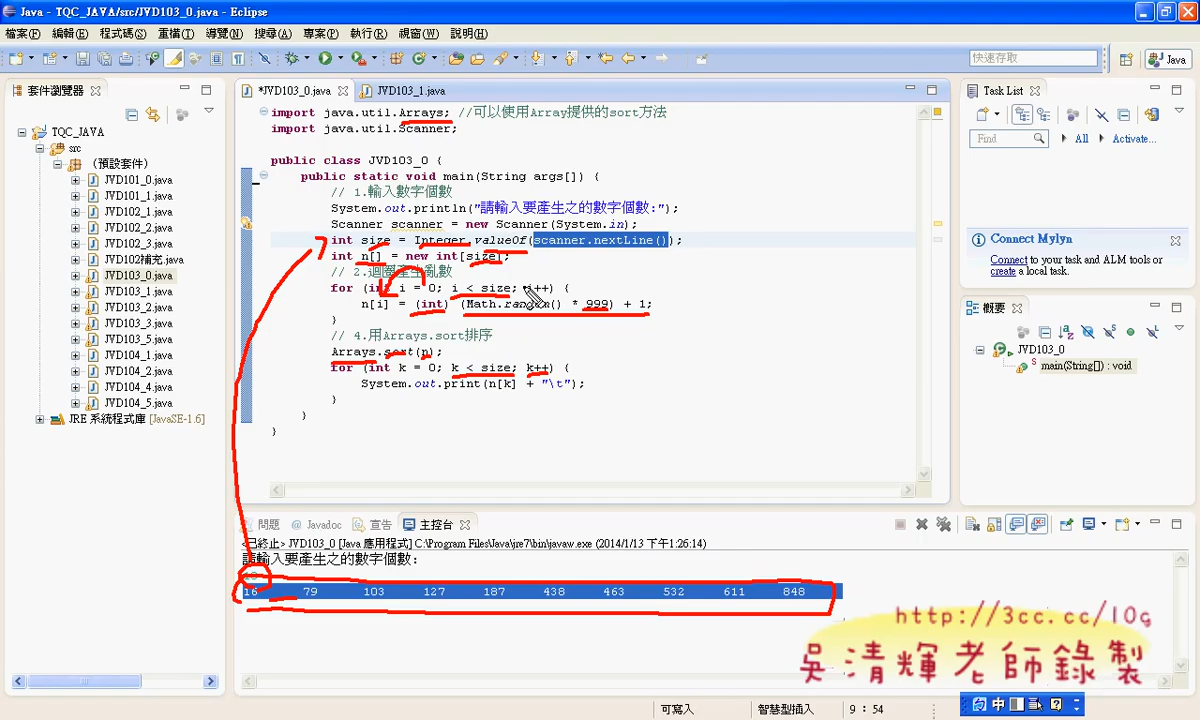 Java - TQC_JAVA/src/JVD103_0.java - Eclipse
檔案(F) 編輯(E) 程式碼(S) 重構(T) 導覽(N) 搜尋(A) 專案(P) 執行(R) 視窗(W) 說明(H)
快速存取
Java
套件瀏覽器
TQC_JAVA
src
(預設套件)
JVD101_0.java
JVD101_1.java
JVD102_1.java
JVD102_2.java
JVD102_3.java
JVD102補充.java
JVD103_0.java
JVD103_1.java
JVD103_2.java
JVD103_3.java
JVD103_5.java
JVD104_1.java
JVD104_2.java
JVD104_4.java
JVD104_5.java
JRE 系統程式庫 [JavaSE-1.6]
*JVD103_0.java
JVD103_1.java
import java.util.Arrays; //可以使用Array提供的sort方法
import java.util.Scanner;
public class JVD103_0 {
public static void main(String args[]) {
// 1.輸入數字個數
System.out.println("請輸入要產生之的數字個數:");
Scanner scanner = new Scanner(System.in);
int size = Integer.valueOf(scanner.nextLine());
int n[] = new int[size];
// 2.迴圈產生亂數
for (int i = 0; i < size; i++) {
n[i] = (int) (Math.random() * 999) + 1;
}
// 4.用Arrays.sort排序
Arrays.sort(n);
for (int k = 0; k < size; k++) {
System.out.print(n[k] + "\t");
}
}
}
Task List
Find
All
Activate...
Connect Mylyn
Connect to your task and ALM tools or
create a local task.
概要
JVD103_0
main(String[]) : void
問題
@ Javadoc
宣告
主控台
<已終止> JVD103_0 [Java 應用程式] C:\Program Files\Java\jre7\bin\javaw.exe (2014/1/13 下午1:26:14)
請輸入要產生之的數字個數:
16 79 103 127 187 438 463 532 611 848
http://3cc.cc/10g
吳清輝老師錄製
可寫入
智慧型插入
9 : 54
中